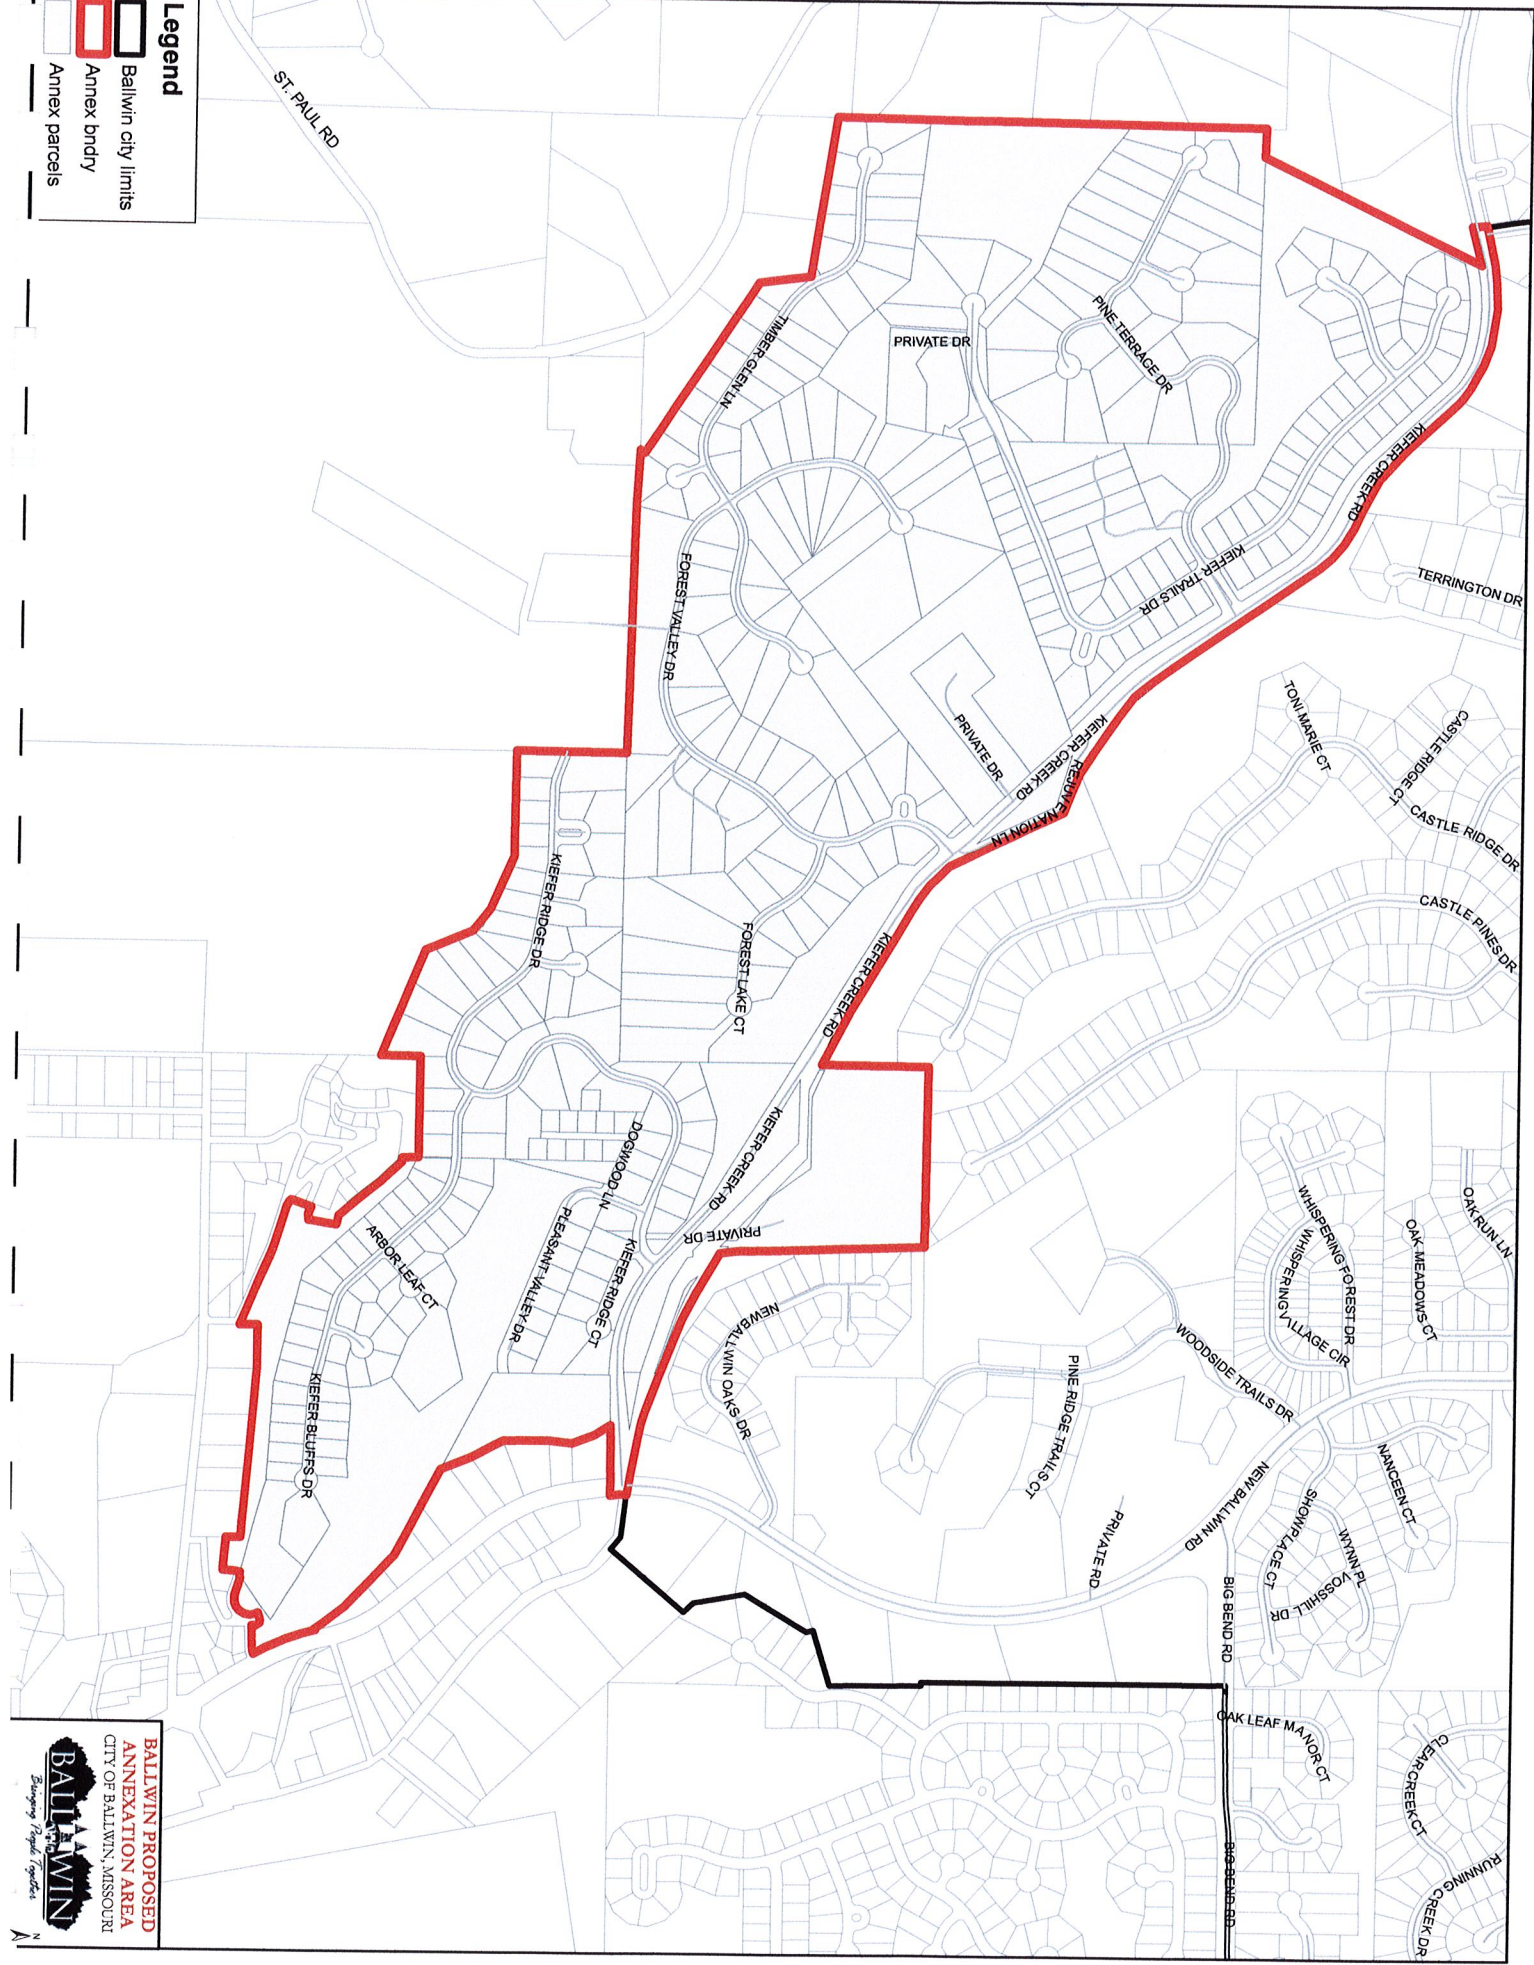 Legend
Ballwin city limits
Annex bndry
Annex parcels
ST. PAUL RD
TIMBER GLEN LN
PRIVATE DR
PINE TERRACE DR
KIEFER CREEK RD
KIEFER TRAILS DR
TERRINGTON DR
FOREST VALLEY DR
PRIVATE DR
KIEFER CREEK RD
REJUVENATION LN
TONI MARIE CT
CASTLE RIDGE CT
CASTLE RIDGE DR
CASTLE PINES DR
KIEFER RIDGE DR
FOREST LAKE CT
KIEFER CREEK RD
KIEFER CREEK RD
DOGWOOD LN
PLEASANT VALLEY DR
KIEFER RIDGE CT
PRIVATE DR
ARBOR LEAF CT
KIEFER BLUFFS DR
NEW BALLWIN OAKS DR
PINE RIDGE TRAILS CT
WOODSIDE TRAILS DR
WHISPERING FOREST DR
WHISPERING VILLAGE CIR
OAK MEADOWS CT
OAK RUN LN
NANCEEN CT
NEW BALLWIN RD
SHOWPLACE CT
WYNN PL
VOSSHILL DR
PRIVATE RD
BIG BEND RD
OAK LEAF MANOR CT
CLEAR CREEK CT
RUNNING CREEK DR
BIG BEND RD
BALLWIN PROPOSED
ANNEXATION AREA
CITY OF BALLWIN, MISSOURI
BALLWIN
Bringing People Together
N